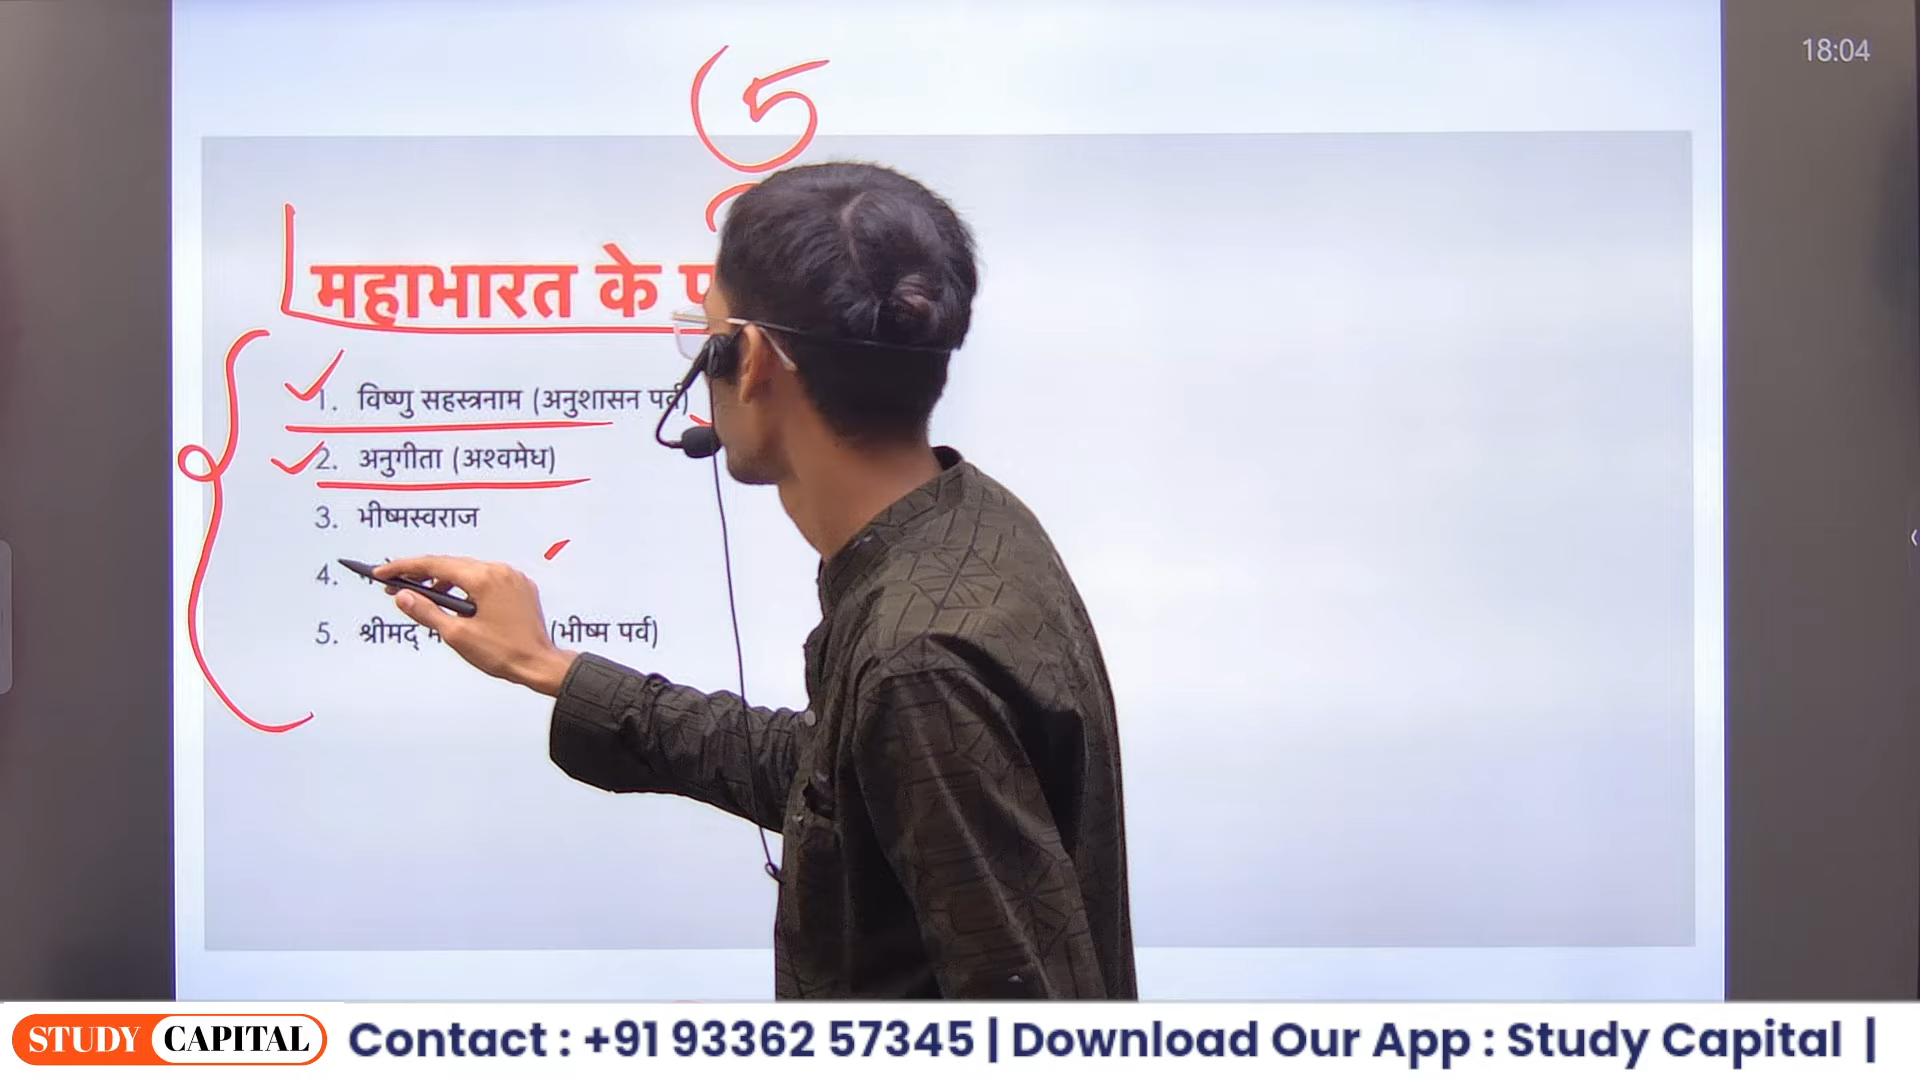 18:04
5
महाभारत के
1. विष्णु सहस्त्रनाम (अनुशासन पर्व)
2. अनुगीता (अश्वमेध)
3. भीष्मस्वराज
4.
5. श्रीमद् (भीष्म पर्व)
STUDY CAPITAL Contact : +91 93362 57345 | Download Our App : Study Capital |